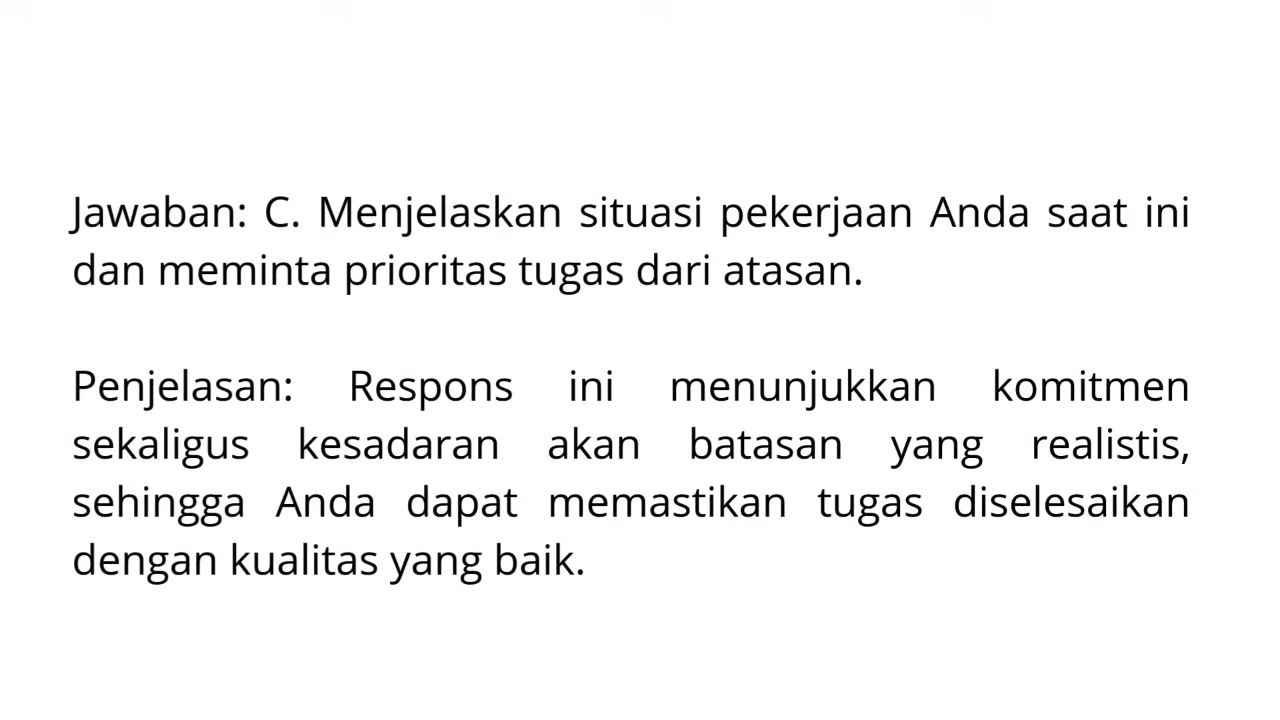 Jawaban: C. Menjelaskan situasi pekerjaan Anda saat ini
dan meminta prioritas tugas dari atasan.
Penjelasan: Respons ini menunjukkan komitmen
sekaligus kesadaran akan batasan yang realistis,
sehingga Anda dapat memastikan tugas diselesaikan
dengan kualitas yang baik.